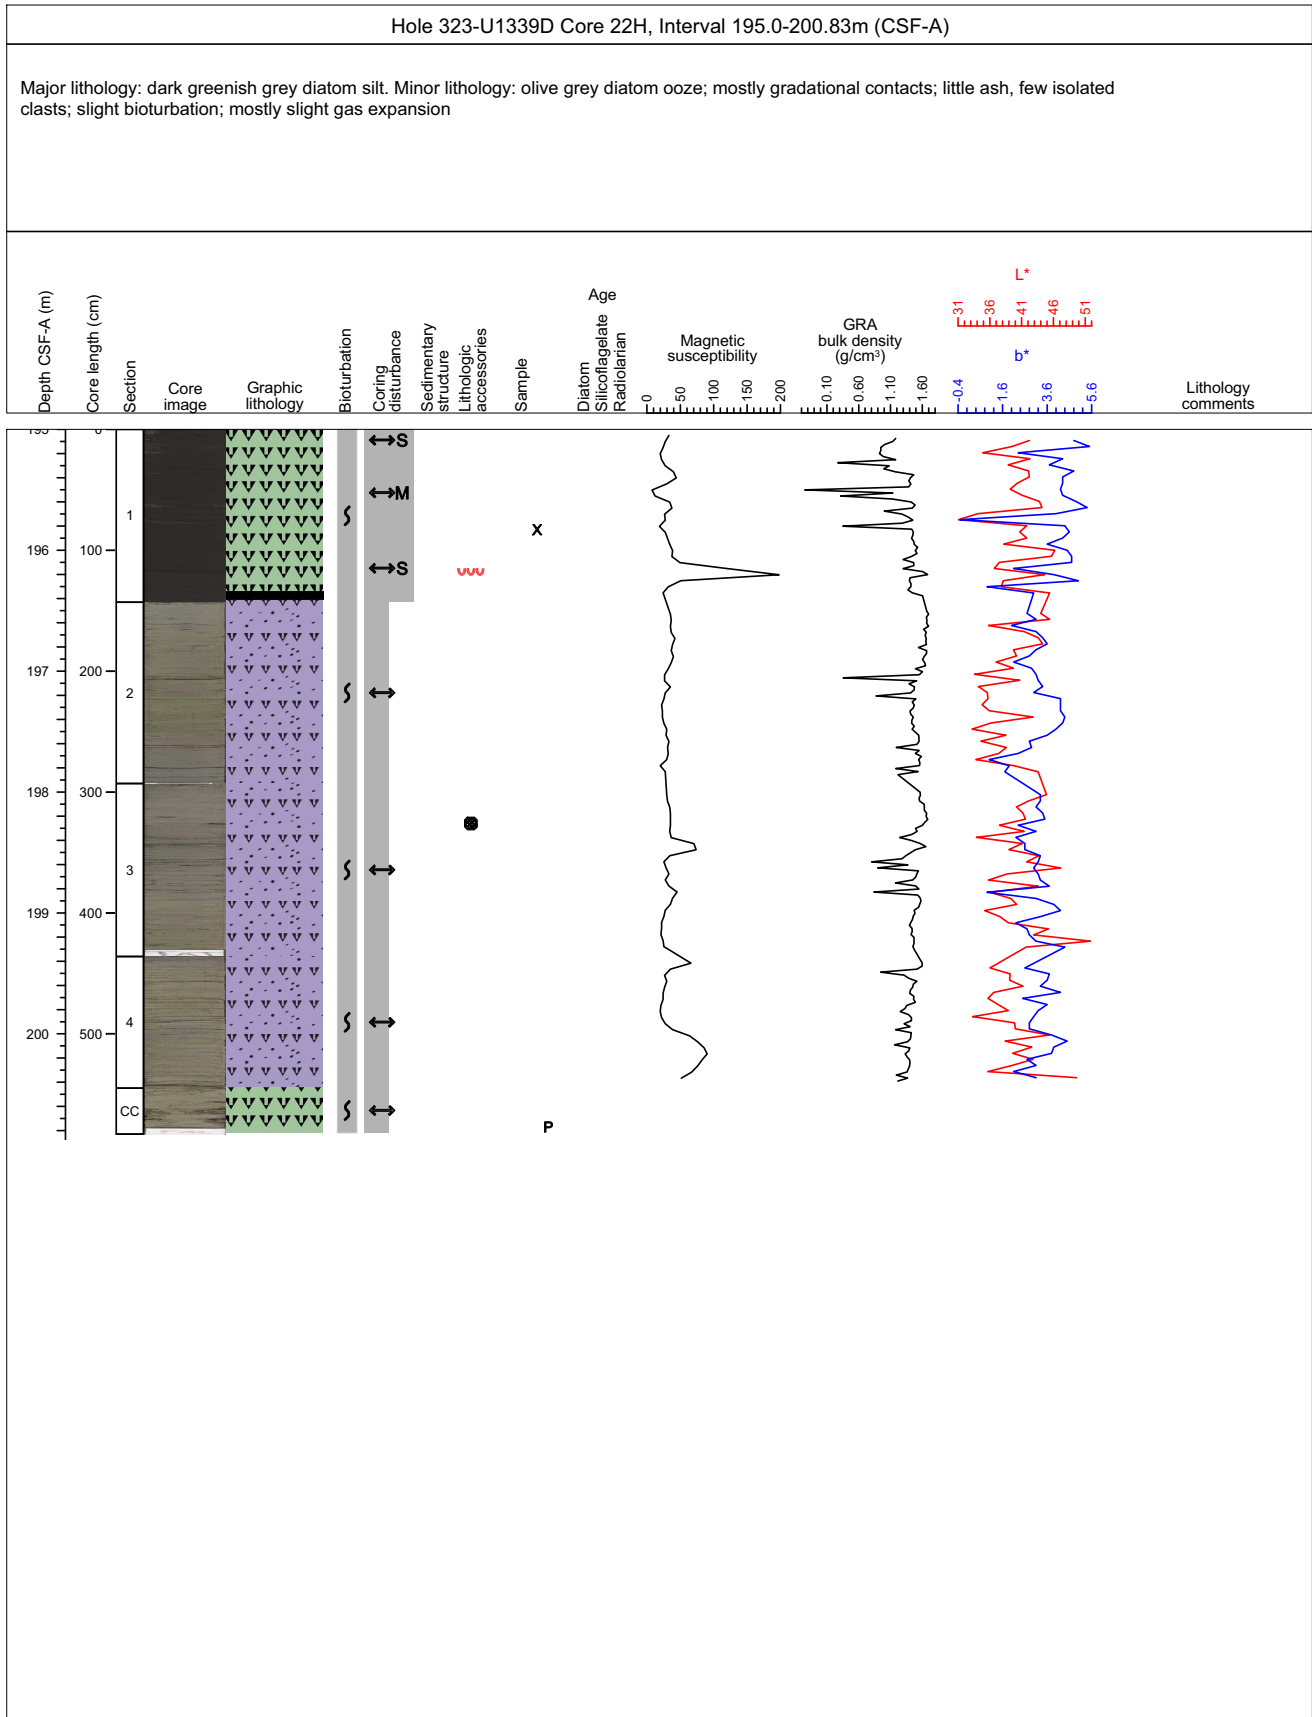 Hole 323-U1339D Core 22H, Interval 195.0-200.83m (CSF-A)
Major lithology: dark greenish grey diatom silt. Minor lithology: olive grey diatom ooze; mostly gradational contacts; little ash, few isolated
clasts; slight bioturbation; mostly slight gas expansion
Depth CSF-A (m)
Core length (cm)
Section
Core
image
Graphic
lithology
Bioturbation
Coring
disturbance
Sedimentary
structure
Lithologic
accessories
Sample
Age
Diatom
Silicoflagelate
Radiolarian
Magnetic
susceptibility
0 50 100 150 200
GRA
bulk density
(g/cm³)
0.10 0.60 1.10 1.60
L*
31 36 41 46 51
b*
-0.4 1.6 3.6 5.6
Lithology
comments
195 0
S
M
1
X
196 100
S
197 200
2
198 300
3
199 400
4
200 500
CC
P